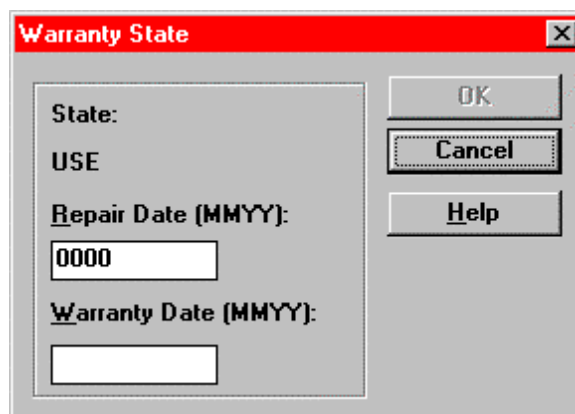 Warranty State
State:
USE
Repair Date (MMYY):
0000
Warranty Date (MMYY):
OK
Cancel
Help